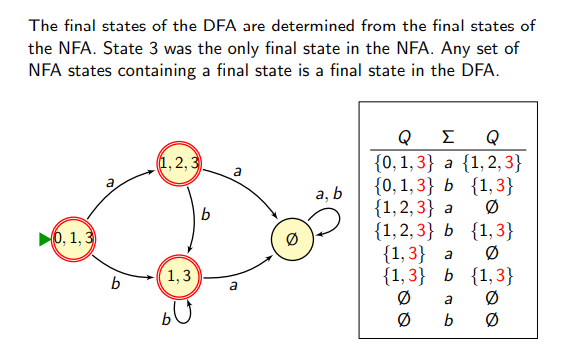 The final states of the DFA are determined from the final states of
the NFA. State 3 was the only final state in the NFA. Any set of
NFA states containing a final state is a final state in the DFA.
Q Σ Q
{0, 1, 3} a {1, 2, 3}
{0, 1, 3} b {1, 3}
{1, 2, 3} a Ø
{1, 2, 3} b {1, 3}
{1, 3} a Ø
{1, 3} b {1, 3}
Ø a Ø
Ø b Ø
1, 2, 3
a
a
a, b
b
0, 1, 3
Ø
1, 3
b
a
b